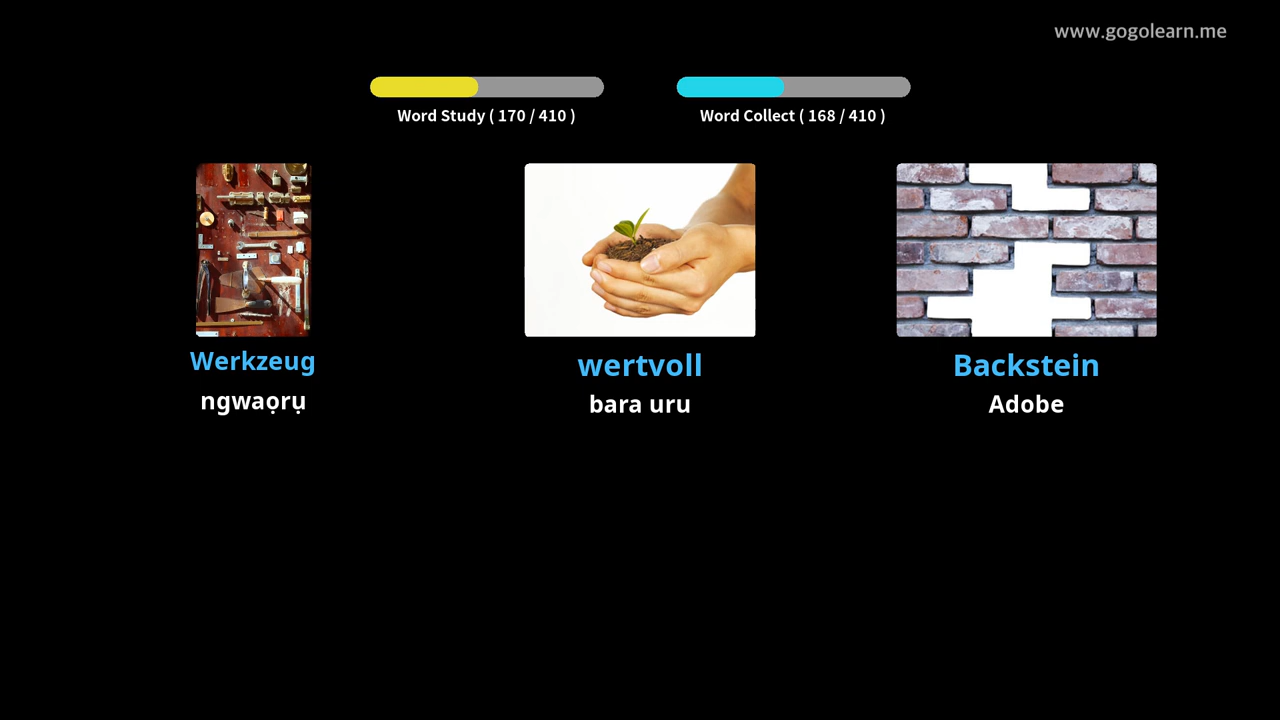 www.gogolearn.me
Word Study ( 170 / 410 )
Word Collect ( 168 / 410 )
Werkzeug
ngwaọrụ
wertvoll
bara uru
Backstein
Adobe